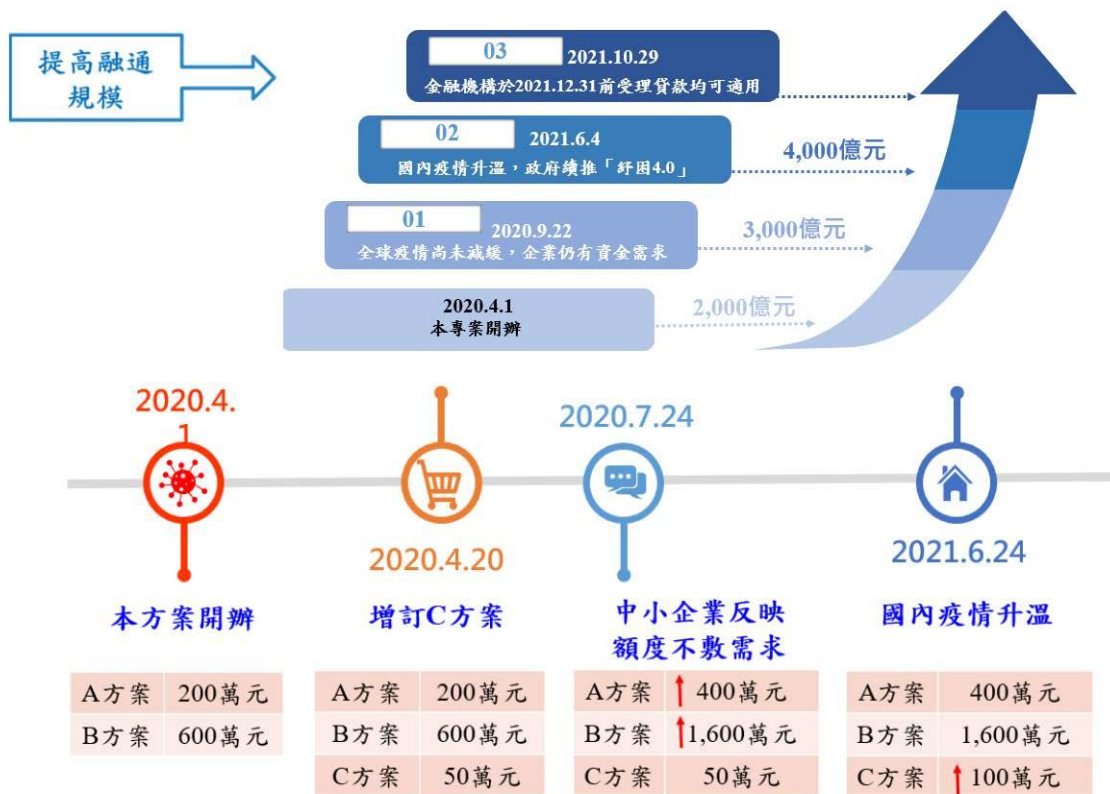 提高融通
規模
03
2021.10.29
金融機構於2021.12.31前受理貸款均可適用
02
2021.6.4
國內疫情升溫，政府續推「紓困4.0」
4,000億元
01
2020.9.22
全球疫情尚未減緩，企業仍有資金需求
3,000億元
2020.4.1
本專案開辦
2,000億元
2020.4.
1
本方案開辦
A方案 200萬元
B方案 600萬元
2020.4.20
增訂C方案
A方案 200萬元
B方案 600萬元
C方案 50萬元
2020.7.24
中小企業反映
額度不敷需求
A方案 400萬元
B方案 1,600萬元
C方案 50萬元
2021.6.24
國內疫情升溫
A方案 400萬元
B方案 1,600萬元
C方案 100萬元